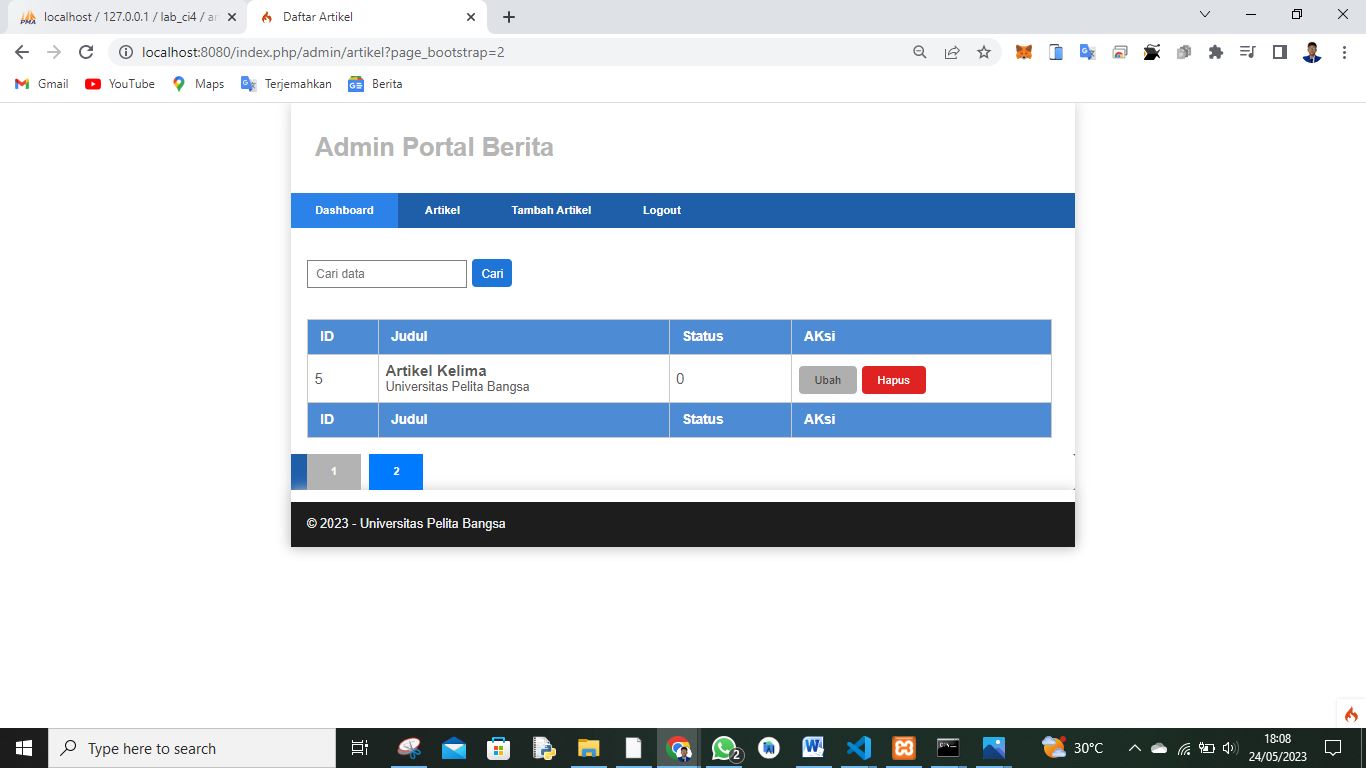 localhost / 127.0.0.1 / lab_ci4 / ar
Daftar Artikel
localhost:8080/index.php/admin/artikel?page_bootstrap=2
Gmail YouTube Maps Terjemahkan Berita
Admin Portal Berita
Dashboard Artikel Tambah Artikel Logout
Cari data Cari
ID Judul Status AKsi
5 Artikel Kelima 0 Ubah Hapus
Universitas Pelita Bangsa
ID Judul Status AKsi
1 2
© 2023 - Universitas Pelita Bangsa
Type here to search
2
30°C
18:08
24/05/2023